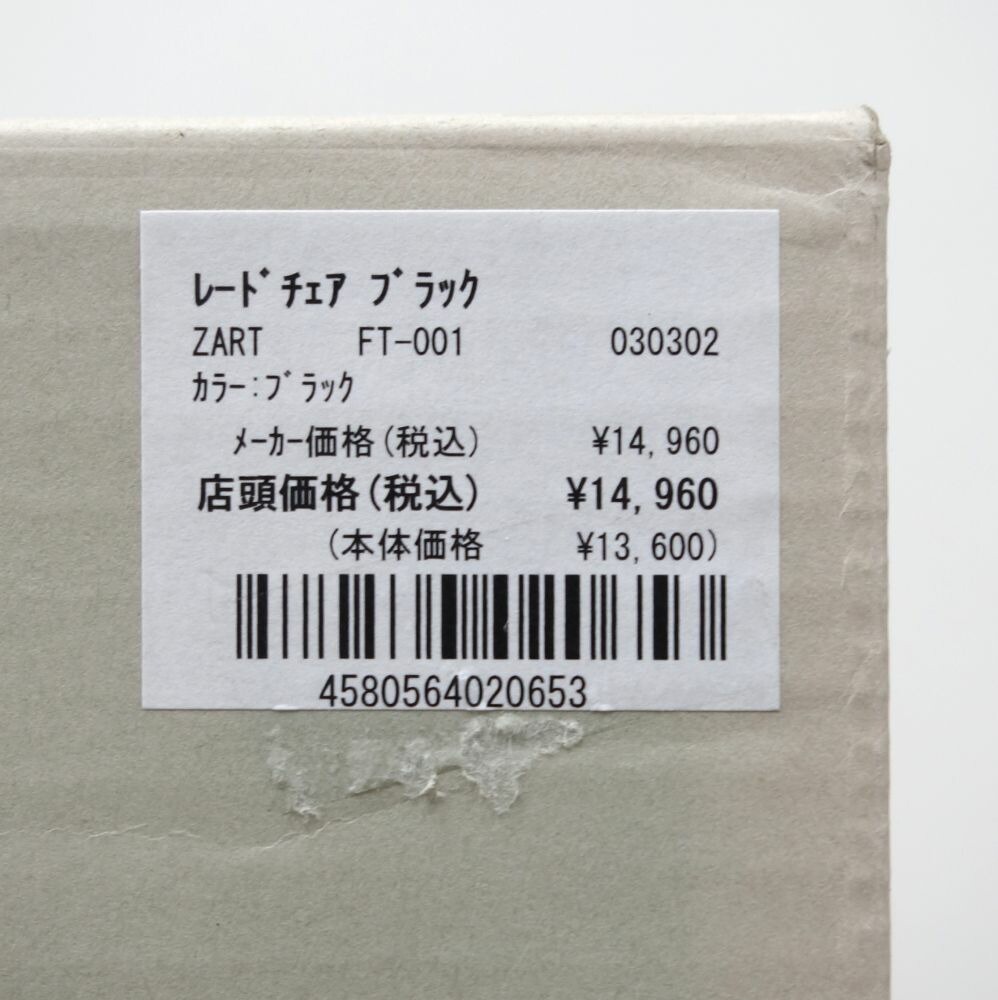 ﾚｰﾄﾞﾁｪｱ ﾌﾞﾗｯｸ
ZART FT-001 030302
ｶﾗｰ:ﾌﾞﾗｯｸ
ﾒｰｶｰ価格(税込) ¥14,960
店頭価格(税込) ¥14,960
(本体価格 ¥13,600)
4580564020653